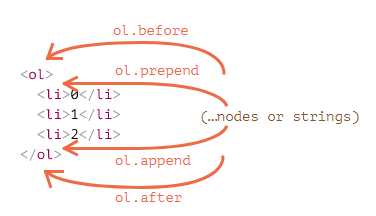 ol.before
<ol>
ol.prepend
<li>0</li>
<li>1</li>
(…nodes or strings)
<li>2</li>
</ol>
ol.append
ol.after